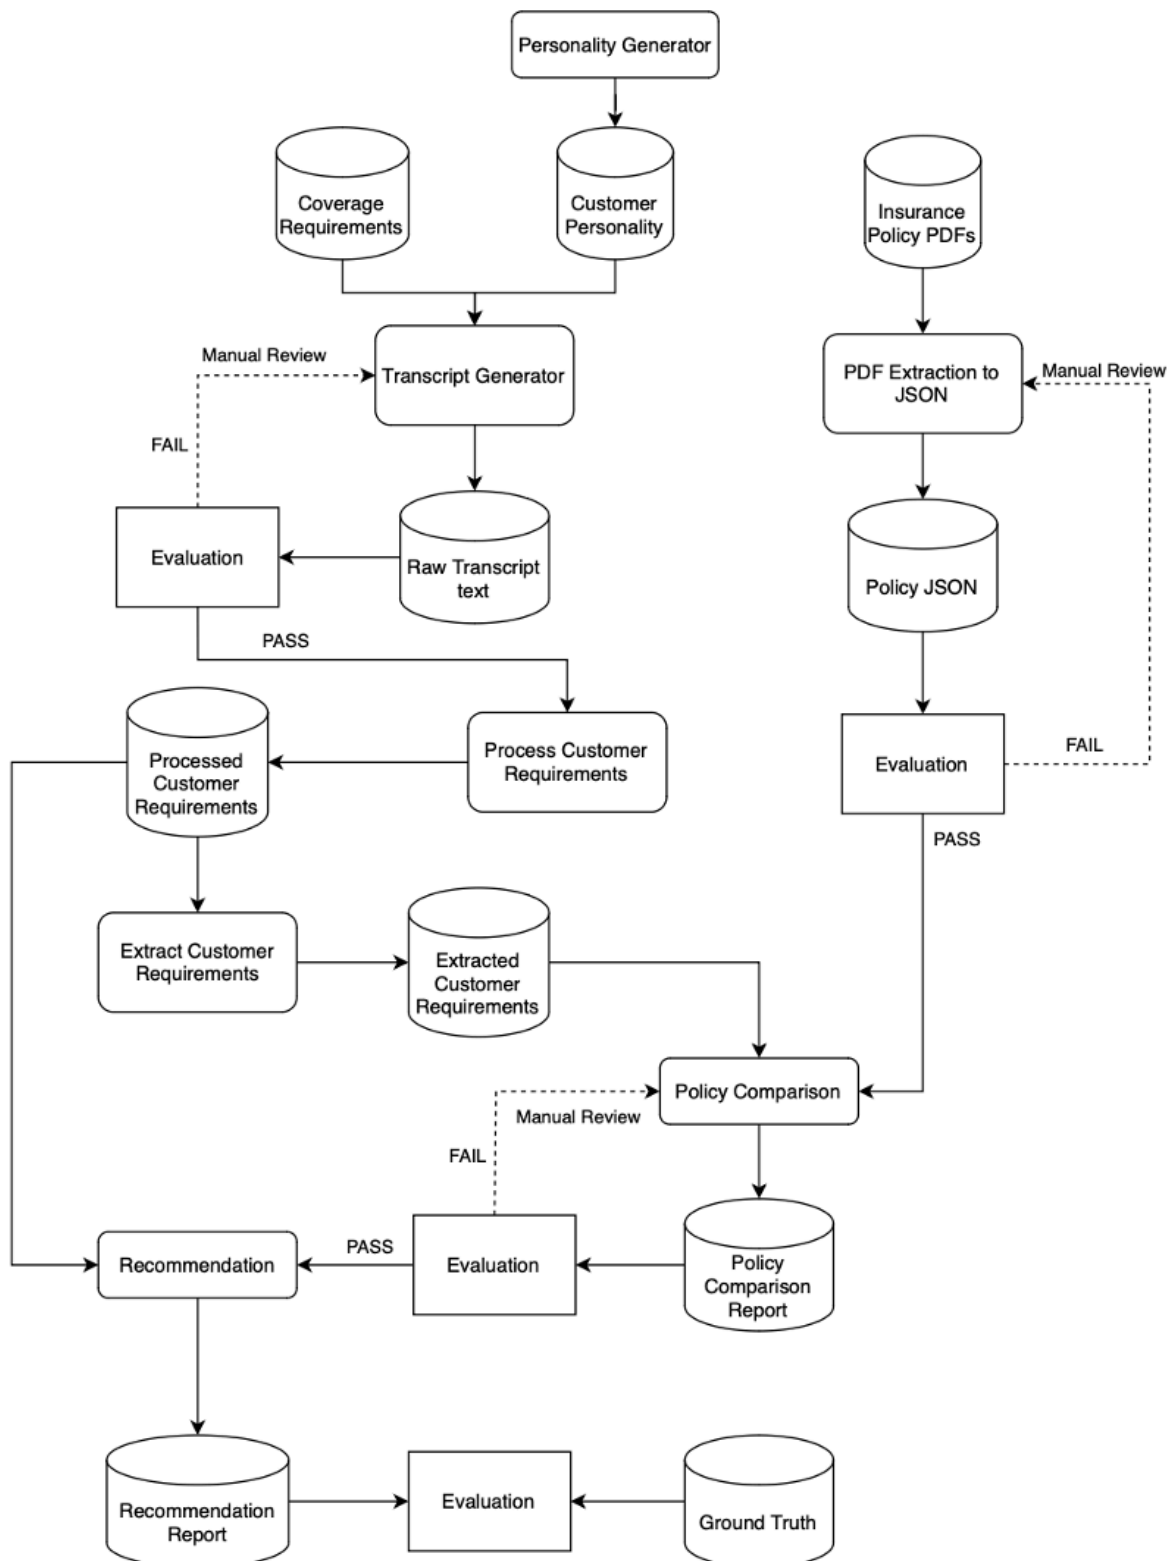 Personality Generator
Coverage
Requirements
Customer
Personality
Insurance
Policy PDFs
Manual Review
Transcript Generator
PDF Extraction to
JSON
Manual Review
FAIL
Evaluation
Raw Transcript
text
Policy JSON
PASS
Process Customer
Requirements
Processed
Customer
Requirements
Evaluation
FAIL
PASS
Extract Customer
Requirements
Extracted
Customer
Requirements
Policy Comparison
Manual Review
FAIL
Recommendation
PASS
Evaluation
Policy
Comparison
Report
Recommendation
Report
Evaluation
Ground Truth